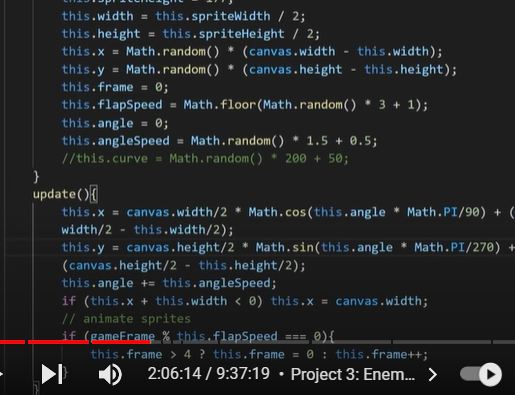 this.width = this.spriteWidth / 2;
this.height = this.spriteHeight / 2;
this.x = Math.random() * (canvas.width - this.width);
this.y = Math.random() * (canvas.height - this.height);
this.frame = 0;
this.flapSpeed = Math.floor(Math.random() * 3 + 1);
this.angle = 0;
this.angleSpeed = Math.random() * 1.5 + 0.5;
//this.curve = Math.random() * 200 + 50;
}
update(){
this.x = canvas.width/2 * Math.cos(this.angle * Math.PI/90) + (
width/2 - this.width/2);
this.y = canvas.height/2 * Math.sin(this.angle * Math.PI/270) +
(canvas.height/2 - this.height/2);
this.angle += this.angleSpeed;
if (this.x + this.width < 0) this.x = canvas.width;
// animate sprites
if (gameFrame % this.flapSpeed === 0){
this.frame > 4 ? this.frame = 0 : this.frame++;
}
2:06:14 / 9:37:19 • Project 3: Enem...
}